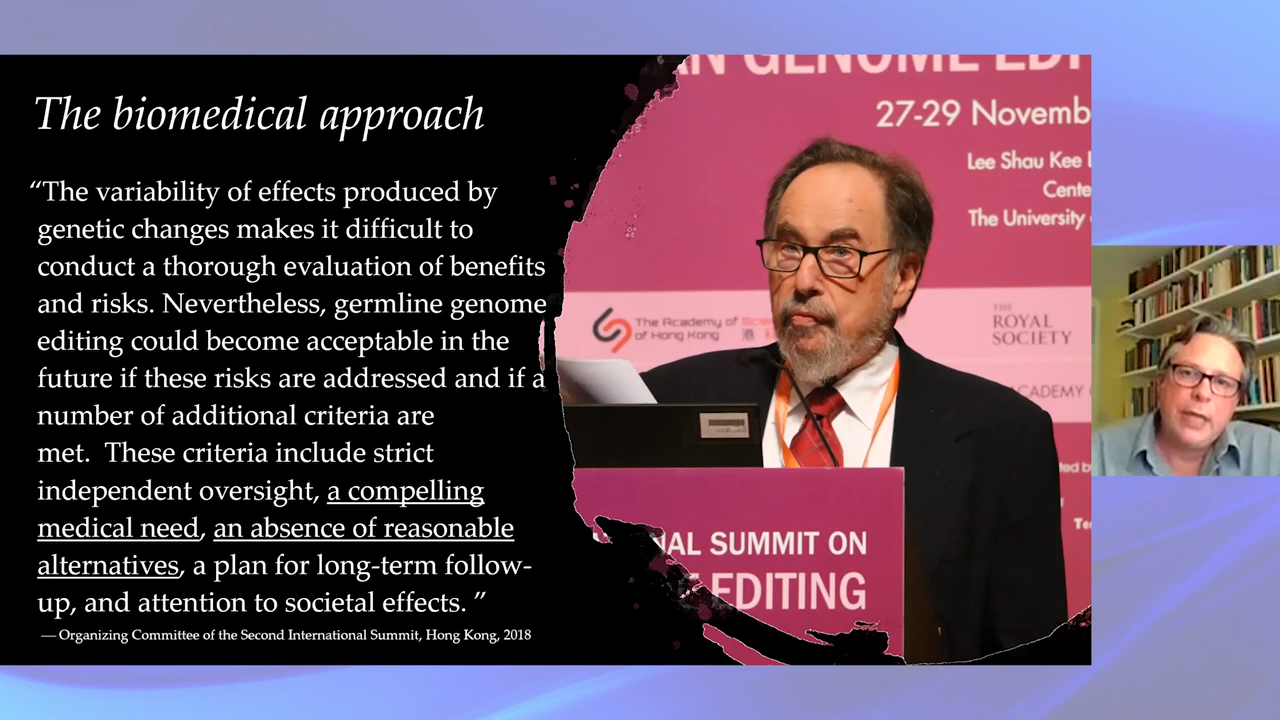 The biomedical approach
“The variability of effects produced by
genetic changes makes it difficult to
conduct a thorough evaluation of benefits
and risks. Nevertheless, germline genome
editing could become acceptable in the
future if these risks are addressed and if a
number of additional criteria are
met.  These criteria include strict
independent oversight, a compelling
medical need, an absence of reasonable
alternatives, a plan for long-term follow-
up, and attention to societal effects. ”
— Organizing Committee of the Second International Summit, Hong Kong, 2018
GENOME
27-29 Novemb
Lee Shau Kee
Cente
The University
The Academy of
of Hong Kong
THE
ROYAL
SOCIETY
ACADEMY
NAL SUMMIT ON
EDITING